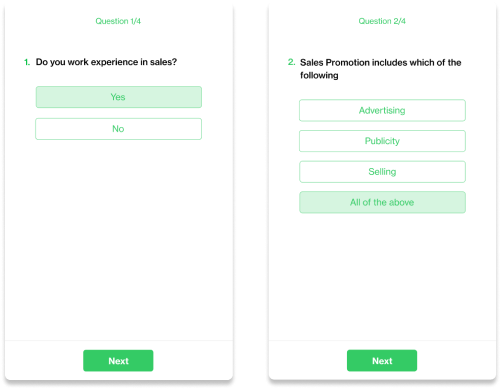 Question 1/4
1. Do you work experience in sales?
Yes
No
Next
Question 2/4
2. Sales Promotion includes which of the
following
Advertising
Publicity
Selling
All of the above
Next